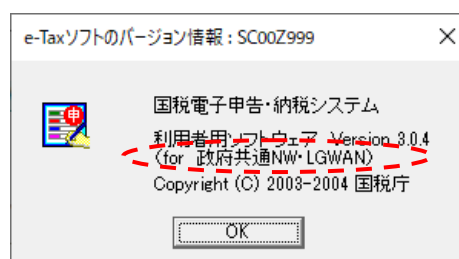 e-Taxソフトのバージョン情報 : SC00Z999
国税電子申告・納税システム
利用者用ソフトウェア Version 3.0.4
(for 政府共通NW・LGWAN)
Copyright (C) 2003-2004 国税庁
OK